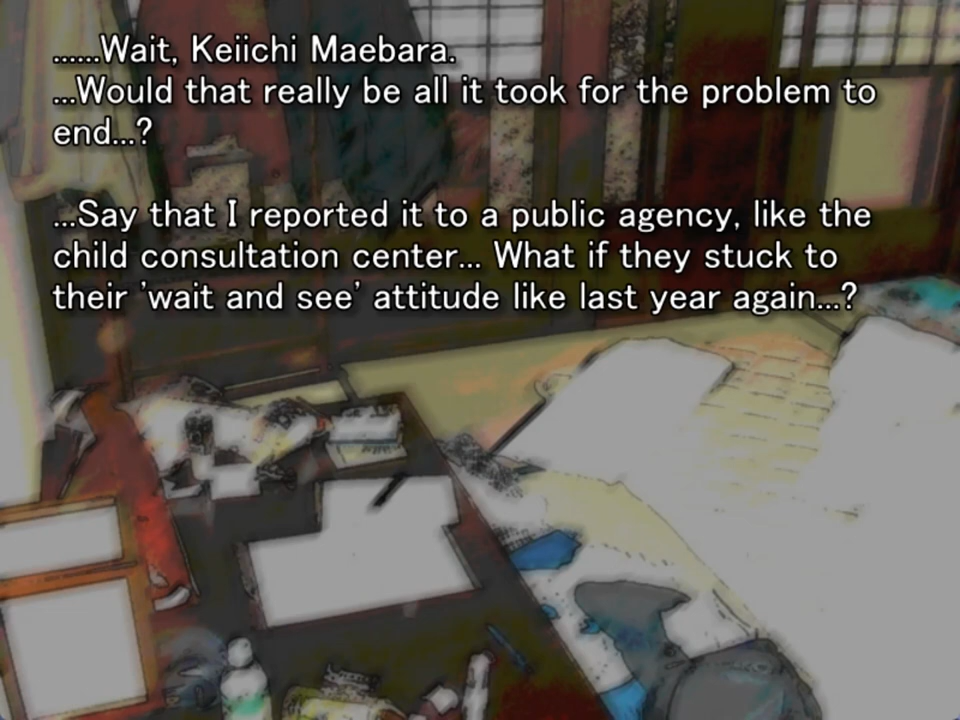 ......Wait, Keiichi Maebara.
...Would that really be all it took for the problem to
end...?
...Say that I reported it to a public agency, like the
child consultation center... What if they stuck to
their 'wait and see' attitude like last year again...?